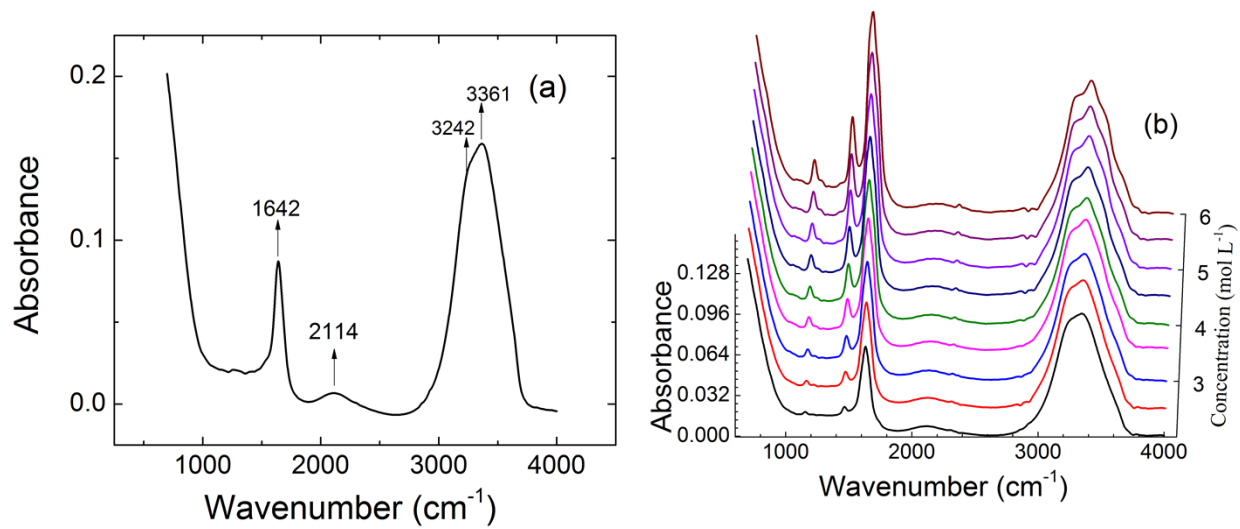 (a)
0.2
3361
3242
1642
0.1
2114
0.0
Absorbance
1000 2000 3000 4000
Wavenumber (cm-1)
(b)
6
5
4
3
Concentration (mol L-1)
0.128
0.096
0.064
0.032
0.000
Absorbance
1000 2000 3000 4000
Wavenumber (cm-1)